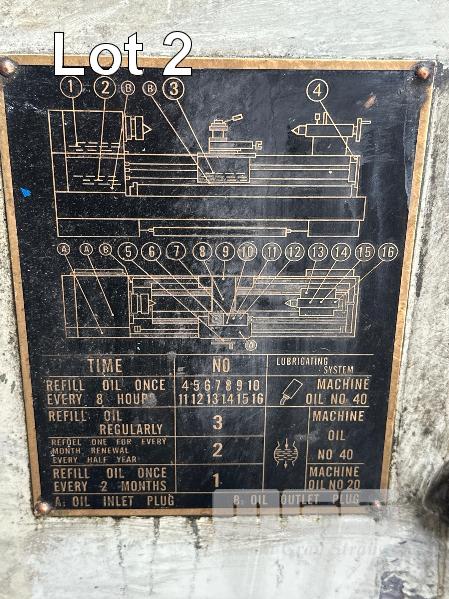 Lot 2
1 2 B B 3 4
A A B 5 6 7 8 9 10 11 12 13 14 15 16
A
TIME NO LUBRICATING SYSTEM
REFILL OIL ONCE EVERY 8 HOUR 4·5·6·7·8·9·10 11·12·13·14·15·16 MACHINE OIL NO 40
REFILL OIL REGULARLY 3 MACHINE OIL NO 40
REFOEL ONE FOR EVERY MONTH, RENEWAL EVERY HALF YEAR 2
REFILL OIL ONCE EVERY 2 MONTHS 1 MACHINE OIL NO 20
A: OIL INLET PLUG B: OIL OUTLET PLUG